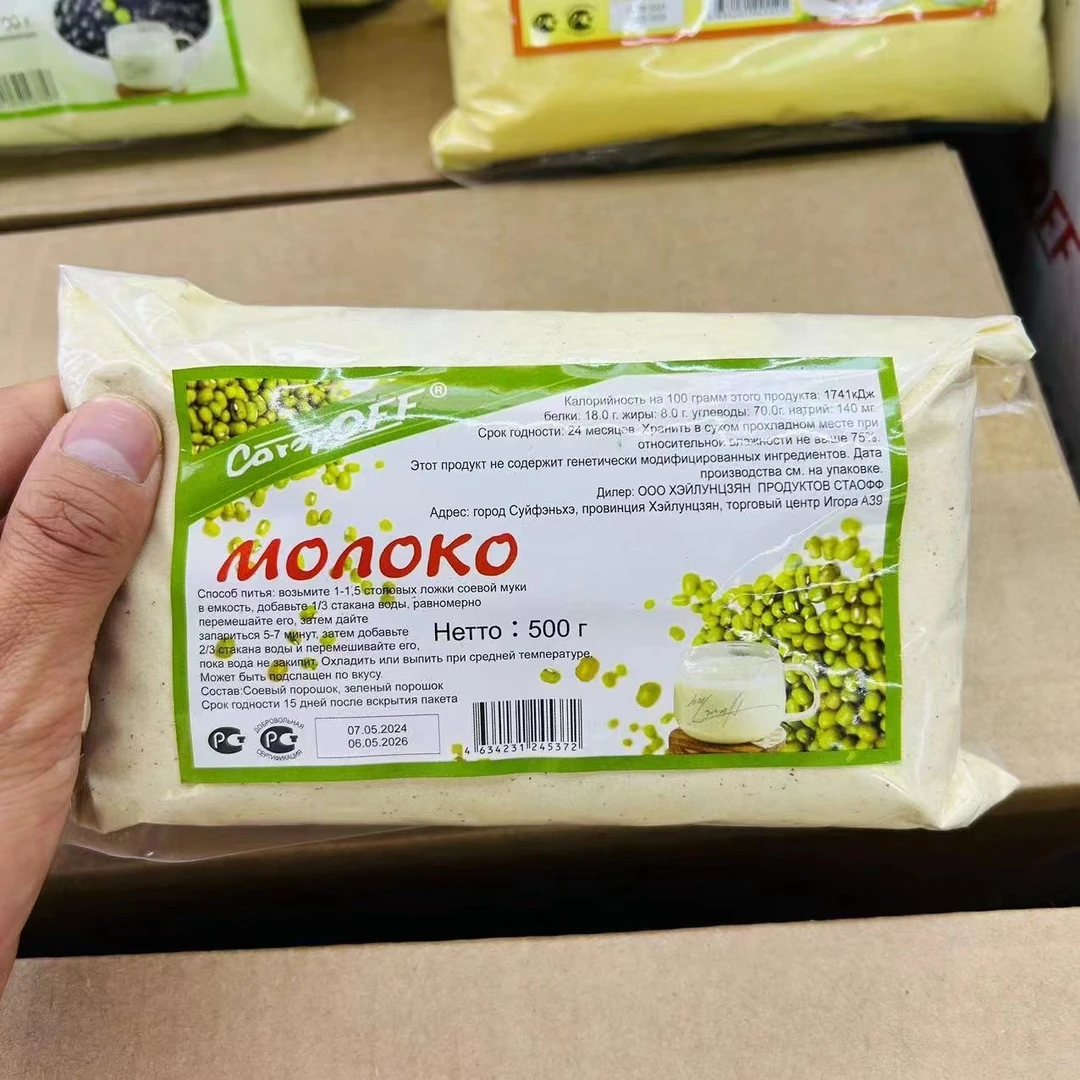 OFF ®
Калорийность на 100 грамм этого продукта: 1741кДж
белки: 18.0 г. жиры: 8.0 г. углеводы: 70.0г. натрий: 140 мг.
Срок годности: 24 месяцев. Хранить в сухом прохладном месте при
относительной влажности не выше 75%.
Этот продукт не содержит генетически модифицированных ингредиентов. Дата
производства см. на упаковке.
Дилер: ООО ХЭЙЛУНЦЗЯН ПРОДУКТОВ СТАОФФ
Адрес: город Суйфэньхэ, провинция Хэйлунцзян, торговый центр Игора А39
МОЛОКО
Способ питья: возьмите 1-1,5 столовых ложки соевой муки
в емкость, добавьте 1/3 стакана воды, равномерно
перемешайте его, затем дайте
запариться 5-7 минут, затем добавьте
2/3 стакана воды и перемешивайте его,
пока вода не закипит. Охладить или выпить при средней температуре.
Может быть подслащен по вкусу
Состав:Соевый порошок, зеленый порошок
Срок годности 15 дней после вскрытия пакета
Нетто：500 г
РСТ
ДОБРОВОЛЬНАЯ
РСТ
СЕРТИФИКАЦИЯ
07.05.2024
06.05.2026
4 634231 245372